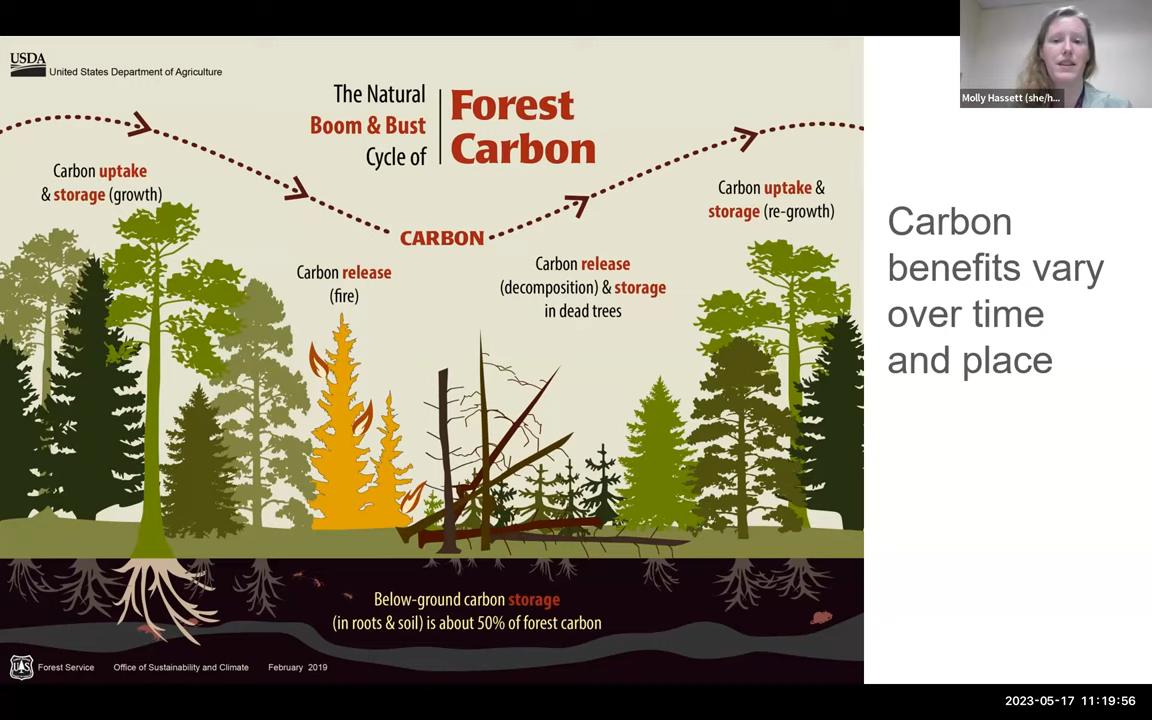 USDA
United States Department of Agriculture
The Natural
Boom & Bust
Cycle of
Forest
Carbon
Carbon uptake
& storage (growth)
CARBON
Carbon release
(fire)
Carbon release
(decomposition) & storage
in dead trees
Carbon uptake &
storage (re-growth)
Below-ground carbon storage
(in roots & soil) is about 50% of forest carbon
Forest Service Office of Sustainability and Climate February 2019
Molly Hassett (she/h...
Carbon
benefits vary
over time
and place
2023-05-17 11:19:56